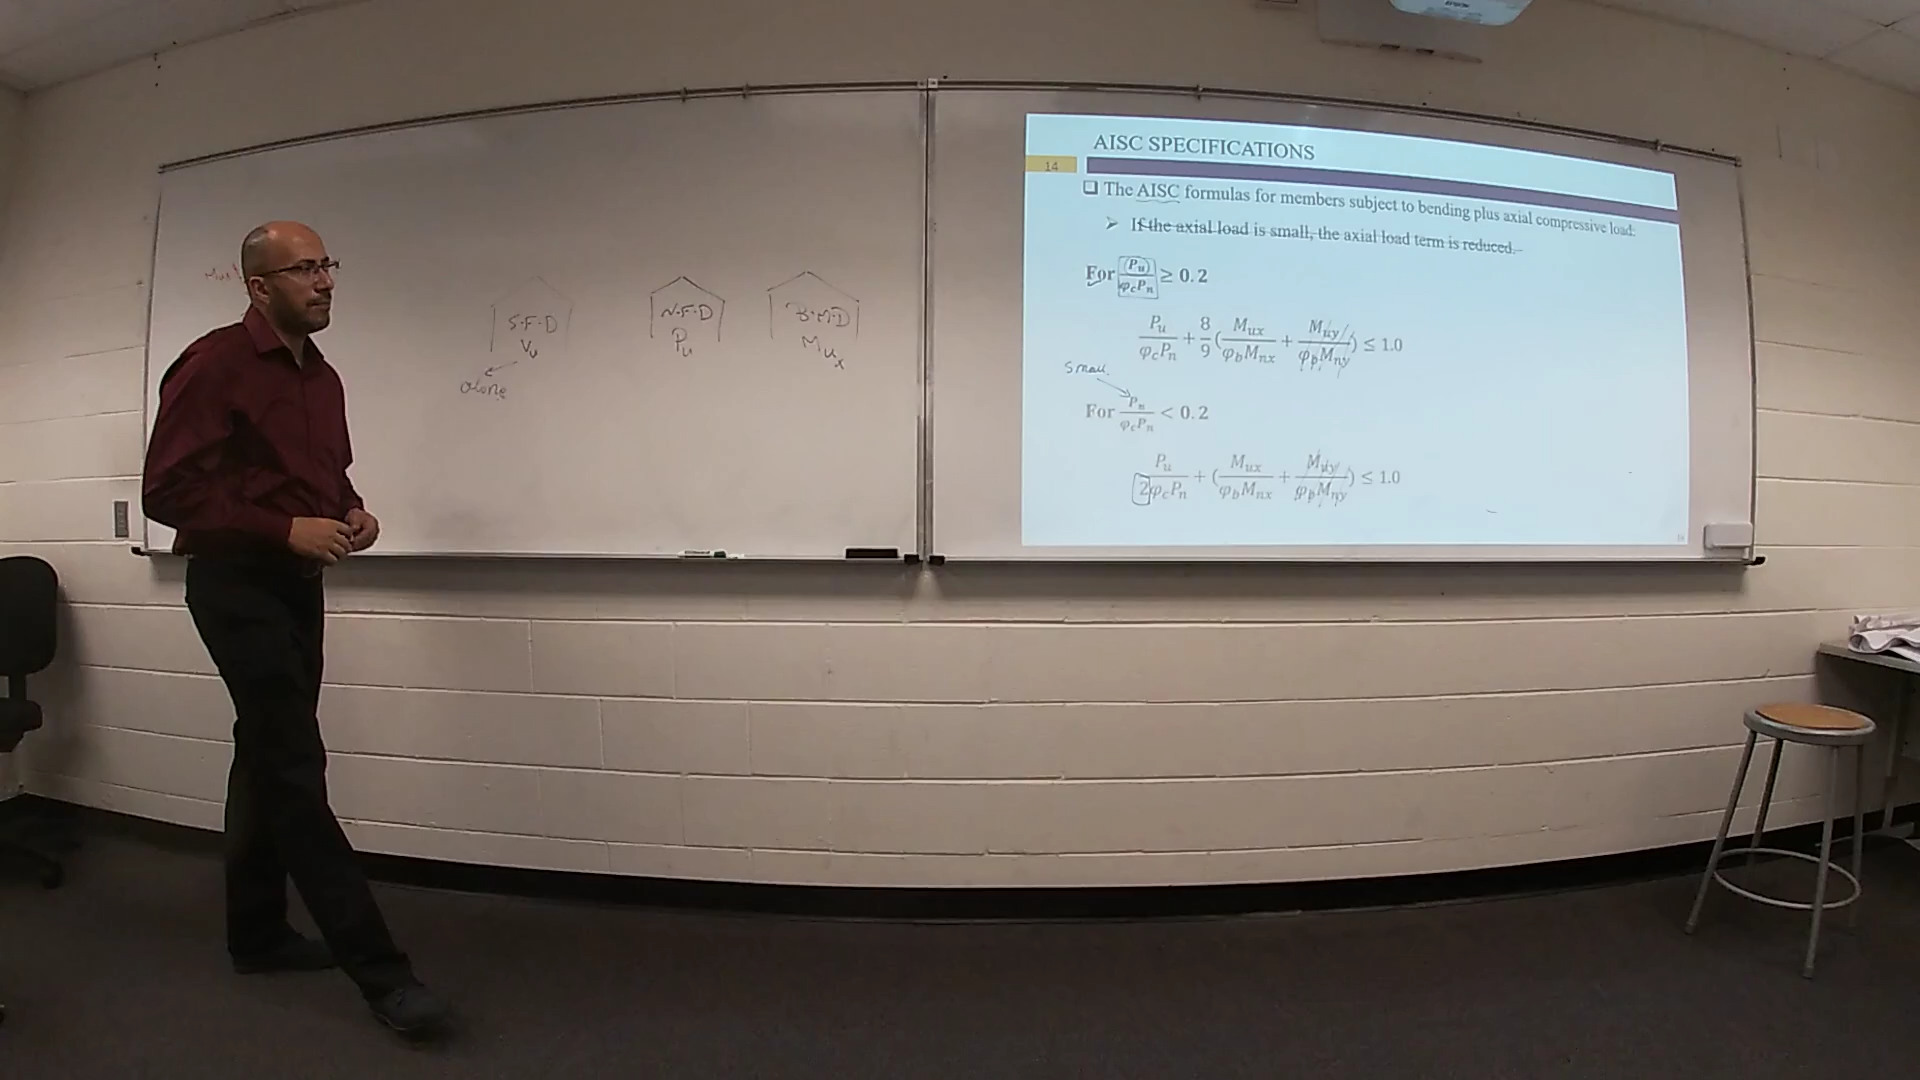 EPSON
AISC SPECIFICATIONS
14
The AISC formulas for members subject to bending plus axial compressive load:
If the axial load is small, the axial load term is reduced.
For Pu/φcPn ≥ 0.2
Pu/φcPn + 8/9 (Mux/φbMnx + Muy/φbMny) ≤ 1.0
Small
For Pu/φcPn < 0.2
Pu/2φcPn + (Mux/φbMnx + Muy/φbMny) ≤ 1.0
S.F.D
Vu
alone
N.F.D
Pu
B.M.D
Mux